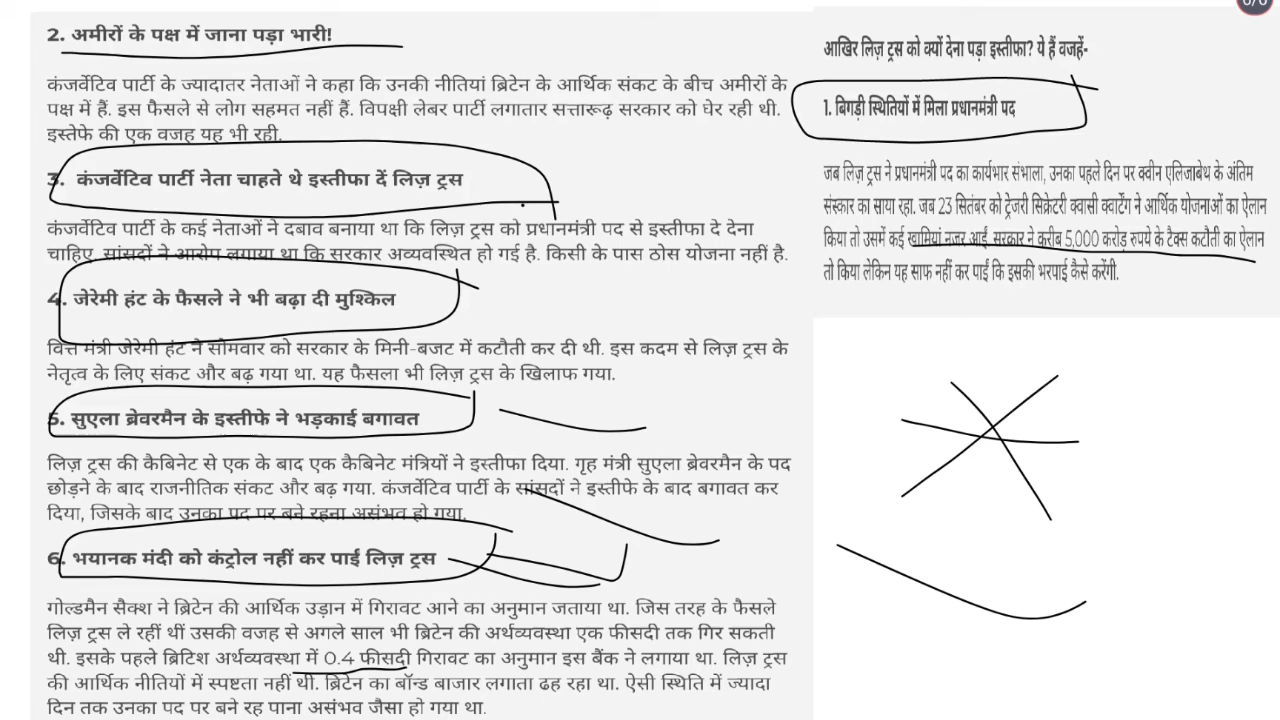 6/6
आखिर लिज़ ट्रस को क्यों देना पड़ा इस्तीफा? ये हैं वजहें-
1. बिगड़ी स्थितियों में मिला प्रधानमंत्री पद
जब लिज़ ट्रस ने प्रधानमंत्री पद का कार्यभार संभाला, उनका पहले दिन पर क्वीन एलिजाबेथ के अंतिम
संस्कार का साया रहा. जब 23 सितंबर को ट्रेजरी सिक्रेटरी क्वासी क्वार्टेंग ने आर्थिक योजनाओं का ऐलान
किया तो उसमें कई खामियां नजर आईं. सरकार ने करीब 5,000 करोड़ रुपये के टैक्स कटौती का ऐलान
तो किया लेकिन यह साफ नहीं कर पाईं कि इसकी भरपाई कैसे करेंगी.
2. अमीरों के पक्ष में जाना पड़ा भारी!
कंजर्वेटिव पार्टी के ज्यादातर नेताओं ने कहा कि उनकी नीतियां ब्रिटेन के आर्थिक संकट के बीच अमीरों के
पक्ष में हैं. इस फैसले से लोग सहमत नहीं हैं. विपक्षी लेबर पार्टी लगातार सत्तारूढ़ सरकार को घेर रही थी.
इस्तेफे की एक वजह यह भी रही.
3. कंजर्वेटिव पार्टी नेता चाहते थे इस्तीफा दें लिज़ ट्रस
कंजर्वेटिव पार्टी के कई नेताओं ने दबाव बनाया था कि लिज़ ट्रस को प्रधानमंत्री पद से इस्तीफा दे देना
चाहिए. सांसदों ने आरोप लगाया था कि सरकार अव्यवस्थित हो गई है. किसी के पास ठोस योजना नहीं है.
4. जेरेमी हंट के फैसले ने भी बढ़ा दी मुश्किल
वित्त मंत्री जेरेमी हंट ने सोमवार को सरकार के मिनी-बजट में कटौती कर दी थी. इस कदम से लिज़ ट्रस के
नेतृत्व के लिए संकट और बढ़ गया था. यह फैसला भी लिज़ ट्रस के खिलाफ गया.
5. सुएला ब्रेवरमैन के इस्तीफे ने भड़काई बगावत
लिज़ ट्रस की कैबिनेट से एक के बाद एक कैबिनेट मंत्रियों ने इस्तीफा दिया. गृह मंत्री सुएला ब्रेवरमैन के पद
छोड़ने के बाद राजनीतिक संकट और बढ़ गया. कंजर्वेटिव पार्टी के सांसदों ने इस्तीफे के बाद बगावत कर
दिया, जिसके बाद उनका पद पर बने रहना असंभव हो गया.
6. भयानक मंदी को कंट्रोल नहीं कर पाईं लिज़ ट्रस
गोल्डमैन सैक्श ने ब्रिटेन की आर्थिक उड़ान में गिरावट आने का अनुमान जताया था. जिस तरह के फैसले
लिज़ ट्रस ले रहीं थीं उसकी वजह से अगले साल भी ब्रिटेन की अर्थव्यवस्था एक फीसदी तक गिर सकती
थी. इसके पहले ब्रिटिश अर्थव्यवस्था में 0.4 फीसदी गिरावट का अनुमान इस बैंक ने लगाया था. लिज़ ट्रस
की आर्थिक नीतियों में स्पष्टता नहीं थी. ब्रिटेन का बॉन्ड बाजार लगाता ढह रहा था. ऐसी स्थिति में ज्यादा
दिन तक उनका पद पर बने रह पाना असंभव जैसा हो गया था.